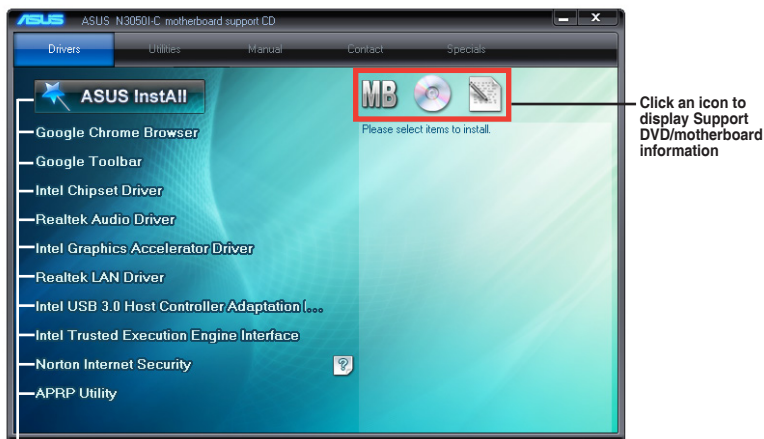 ASUS ASUS N3050I-C motherboard support CD
Drivers Utilities Manual Contact Specials
ASUS InstAll
MB
Please select items to install.
Google Chrome Browser
Google Toolbar
Intel Chipset Driver
Realtek Audio Driver
Intel Graphics Accelerator Driver
Realtek LAN Driver
Intel USB 3.0 Host Controller Adaptation I...
Intel Trusted Execution Engine Interface
Norton Internet Security
?
APRP Utility
Click an icon to
display Support
DVD/motherboard
information